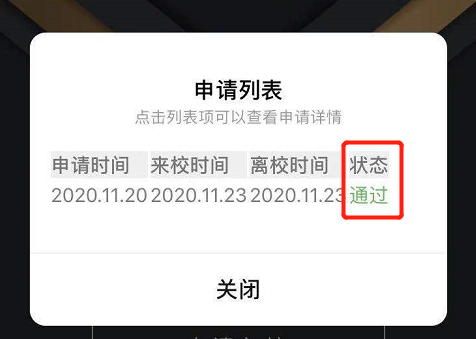 申请列表
点击列表项可以查看申请详情
申请时间 来校时间 离校时间 状态
2020.11.20 2020.11.23 2020.11.23 通过
关闭